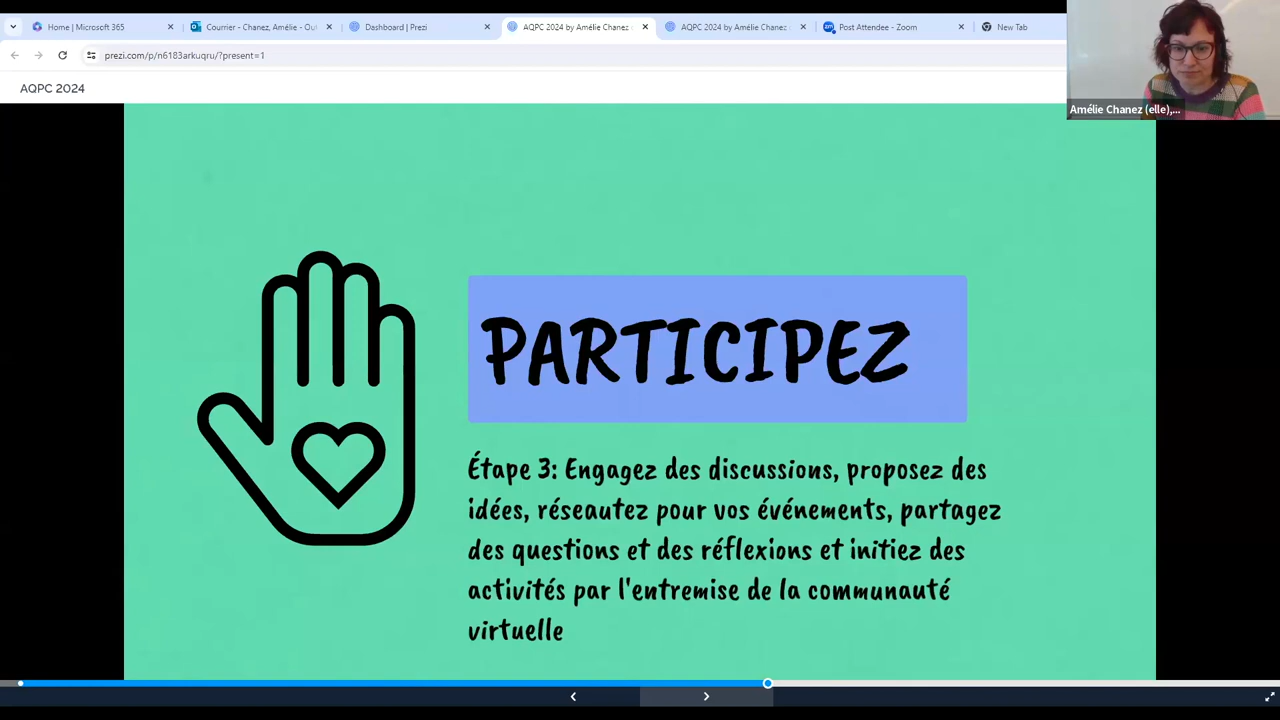 Home | Microsoft 365
Courrier - Chanez, Amélie - Out
Dashboard | Prezi
AQPC 2024 by Amélie Chanez
AQPC 2024 by Amélie Chanez
Post Attendee - Zoom
New Tab
prezi.com/p/n6183arkuqru/?present=1
AQPC 2024
Amélie Chanez (elle),...
PARTICIPEZ
Étape 3: Engagez des discussions, proposez des
idées, réseautez pour vos événements, partagez
des questions et des réflexions et initiez des
activités par l'entremise de la communauté
virtuelle